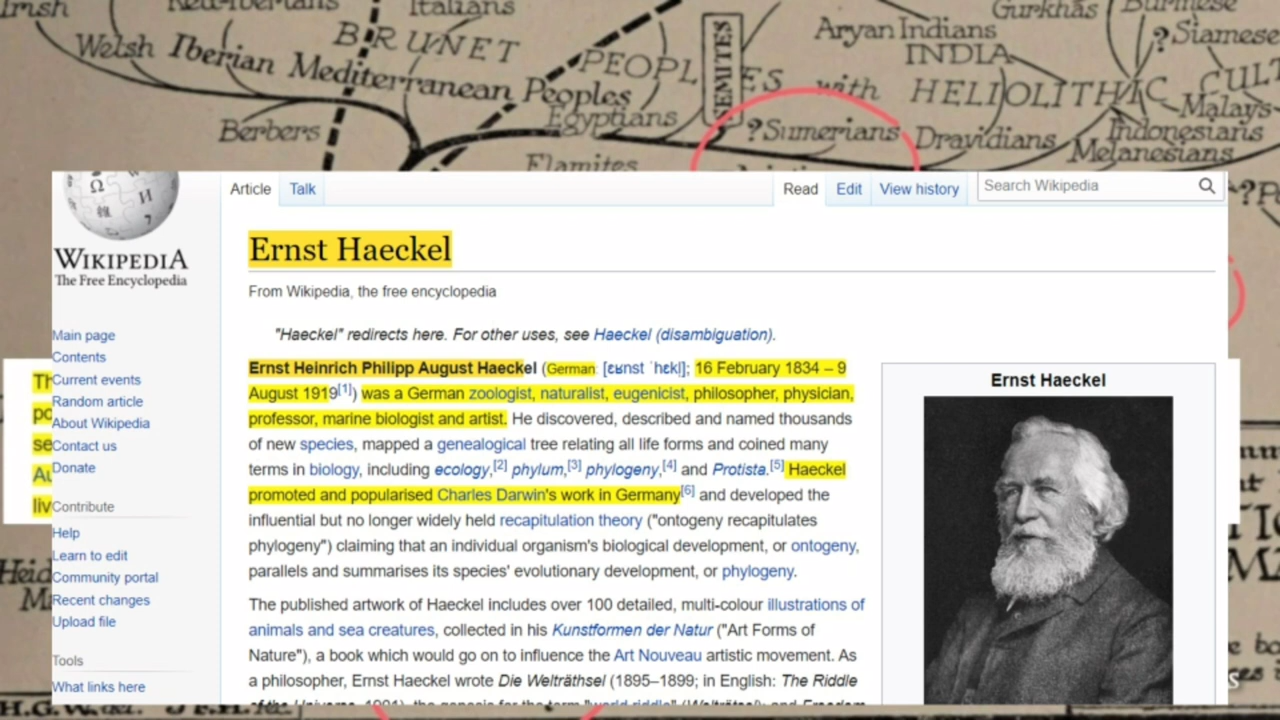 Irish
Italians
Gurkhas
Burmese
Welsh
Iberian
Mediterranean
Peoples
BRUNET
PEOPL
ES with
SEMITES
Aryan Indians
INDIA
?Siamese
HELIOLITHIC
CULT
Malays
Berbers
Egyptians
?Sumerians
Dravidians
Indonesians
Melanesians
Elamites
WIKIPEDIA
The Free Encyclopedia
Main page
Contents
Current events
Random article
About Wikipedia
Contact us
Donate
Contribute
Help
Learn to edit
Community portal
Recent changes
Upload file
Tools
What links here
Article Talk
Read Edit View history
Search Wikipedia
Ernst Haeckel
From Wikipedia, the free encyclopedia
"Haeckel" redirects here. For other uses, see Haeckel (disambiguation).
Ernst Heinrich Philipp August Haeckel (German: [ɛʁnst ˈhɛkl̩]; 16 February 1834 – 9
August 1919[1]) was a German zoologist, naturalist, eugenicist, philosopher, physician,
professor, marine biologist and artist. He discovered, described and named thousands
of new species, mapped a genealogical tree relating all life forms and coined many
terms in biology, including ecology,[2] phylum,[3] phylogeny,[4] and Protista.[5] Haeckel
promoted and popularised Charles Darwin's work in Germany[6] and developed the
influential but no longer widely held recapitulation theory ("ontogeny recapitulates
phylogeny") claiming that an individual organism's biological development, or ontogeny,
parallels and summarises its species' evolutionary development, or phylogeny.
The published artwork of Haeckel includes over 100 detailed, multi-colour illustrations of
animals and sea creatures, collected in his Kunstformen der Natur ("Art Forms of
Nature"), a book which would go on to influence the Art Nouveau artistic movement. As
a philosopher, Ernst Haeckel wrote Die Welträthsel (1895–1899; in English: The Riddle
Ernst Haeckel
Th
po
se
Au
liv
Heid
H.G.W. del.